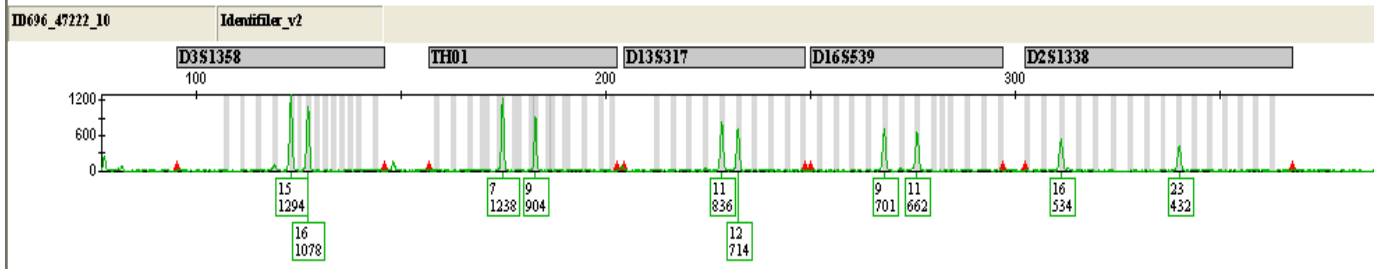 ID696_47222_10 Identifiler_v2
D3S1358 TH01 D13S317 D16S539 D2S1338
100 200 300
1200
600
0
15 7 9 11 9 11 16 23
1294 1238 904 836 701 662 534 432
16 12
1078 714